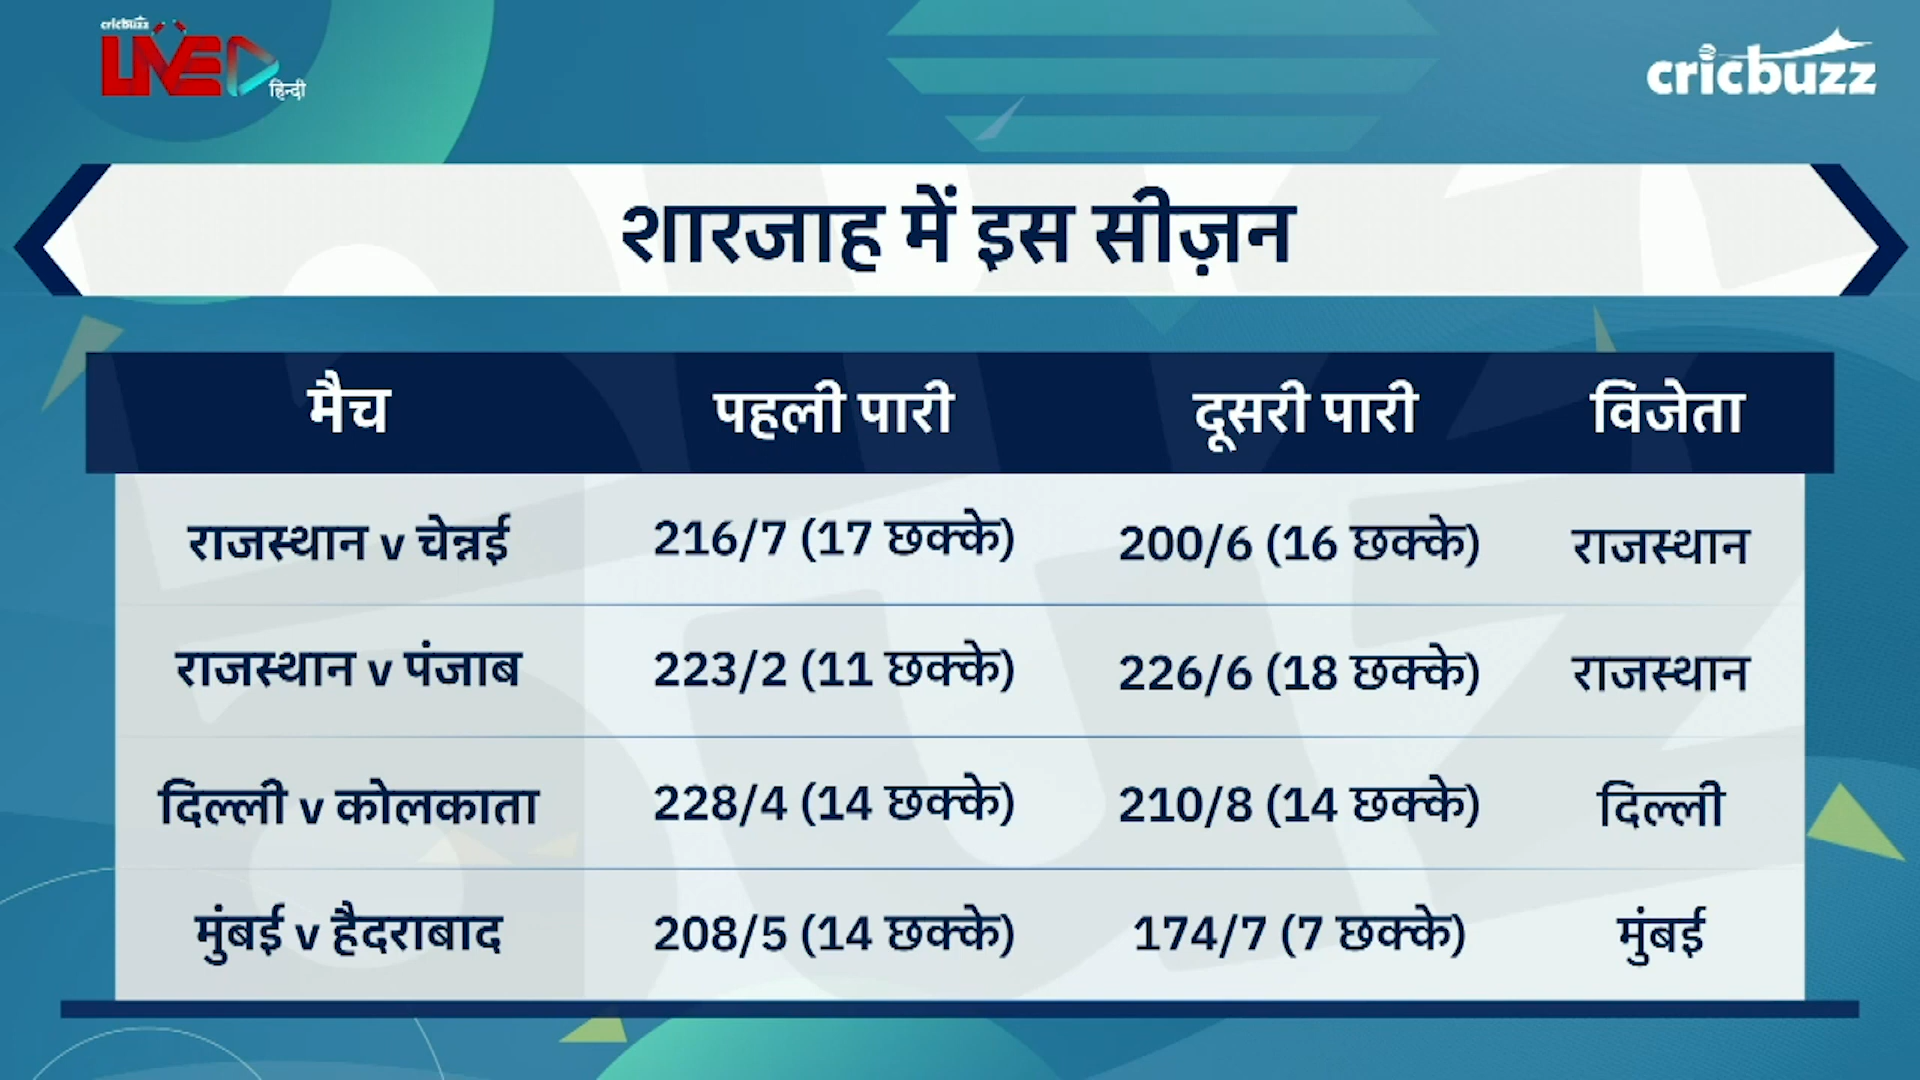 cricbuzz
LIVE हिन्दी
cricbuzz
शारजाह में इस सीज़न
मैच पहली पारी दूसरी पारी विजेता
राजस्थान v चेन्नई 216/7 (17 छक्के) 200/6 (16 छक्के) राजस्थान
राजस्थान v पंजाब 223/2 (11 छक्के) 226/6 (18 छक्के) राजस्थान
दिल्ली v कोलकाता 228/4 (14 छक्के) 210/8 (14 छक्के) दिल्ली
मुंबई v हैदराबाद 208/5 (14 छक्के) 174/7 (7 छक्के) मुंबई